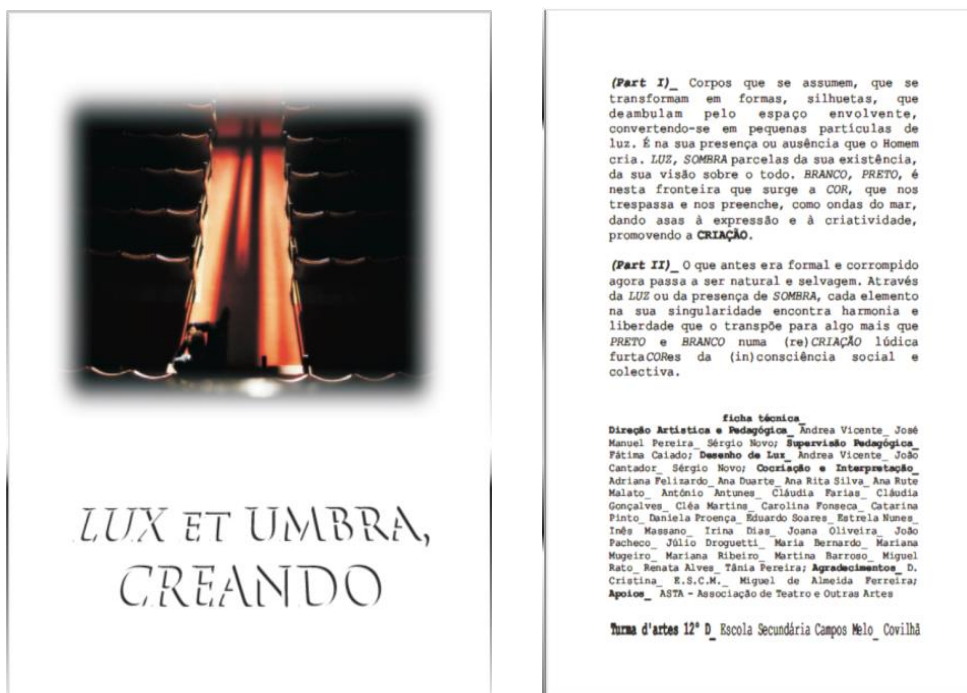 LUX ET UMBRA,
CREANDO
(Part I)_ Corpos que se assumem, que se
transformam em formas, silhuetas, que
deambulam pelo espaço envolvente,
convertendo-se em pequenas partículas de
luz. É na sua presença ou ausência que o Homem
cria. LUZ, SOMBRA parcelas da sua existência,
da sua visão sobre o todo. BRANCO, PRETO, é
nesta fronteira que surge a COR, que nos
trespassa e nos preenche, como ondas do mar,
dando asas à expressão e à criatividade,
promovendo a CRIAÇÃO.
(Part II)_ O que antes era formal e corrompido
agora passa a ser natural e selvagem. Através
da LUZ ou da presença de SOMBRA, cada elemento
na sua singularidade encontra harmonia e
liberdade que o transpõe para algo mais que
PRETO e BRANCO numa (re)CRIAÇÃO lúdica
furtaCORes da (in)consciência social e
colectiva.
ficha técnica_
Direção Artística e Pedagógica_ Andrea Vicente_ José
Manuel Pereira_ Sérgio Novo; Supervisão Pedagógica_
Fátima Caiado; Desenho de Luz_ Andrea Vicente_ João
Cantador_ Sérgio Novo; Cocriação e Interpretação_
Adriana Felizardo_ Ana Duarte_ Ana Rita Silva_ Ana Rute
Malato_ António Antunes_ Cláudia Farias_ Cláudia
Gonçalves_ Cléa Martins_ Carolina Fonseca_ Catarina
Pinto_ Daniela Proença_ Eduardo Soares_ Estrela Nunes_
Inês Massano_ Irina Dias_ Joana Oliveira_ João
Pacheco_ Júlio Droguetti_ Maria Bernardo_ Mariana
Mugeiro_ Mariana Ribeiro_ Martina Barroso_ Miguel
Rato_ Renata Alves_ Tânia Pereira; Agradecimentos_ D.
Cristina_ E.S.C.M._ Miguel de Almeida Ferreira;
Apoios_ ASTA - Associação de Teatro e Outras Artes
Turma d'artes 12º D_ Escola Secundária Campos Melo_ Covilhã